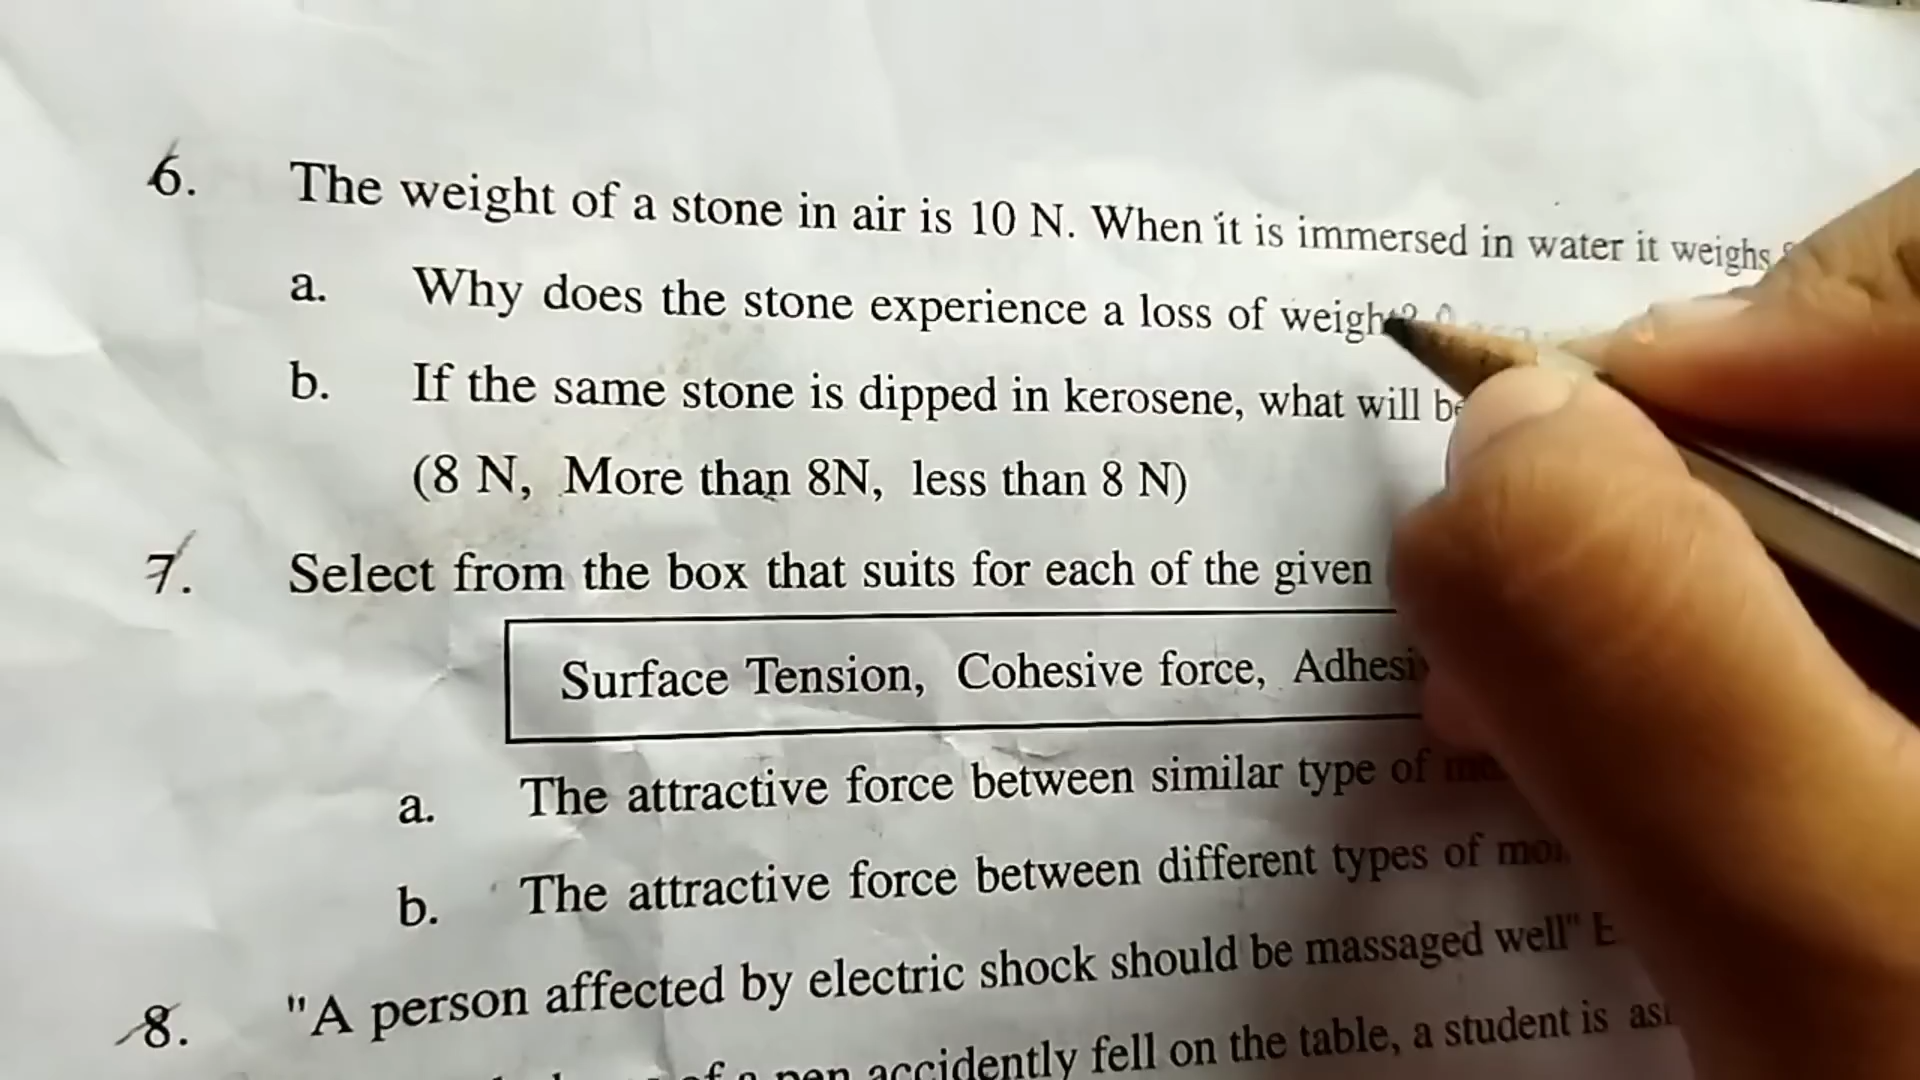 6. The weight of a stone in air is 10 N. When it is immersed in water it weighs
a. Why does the stone experience a loss of weight?
b. If the same stone is dipped in kerosene, what will
(8 N, More than 8N, less than 8 N)
7. Select from the box that suits for each of the given
Surface Tension, Cohesive force,
a. The attractive force between similar type of
b. The attractive force between different types of
8. "A person affected by electric shock should be massaged well"
of a pen accidently fell on the table, a student is